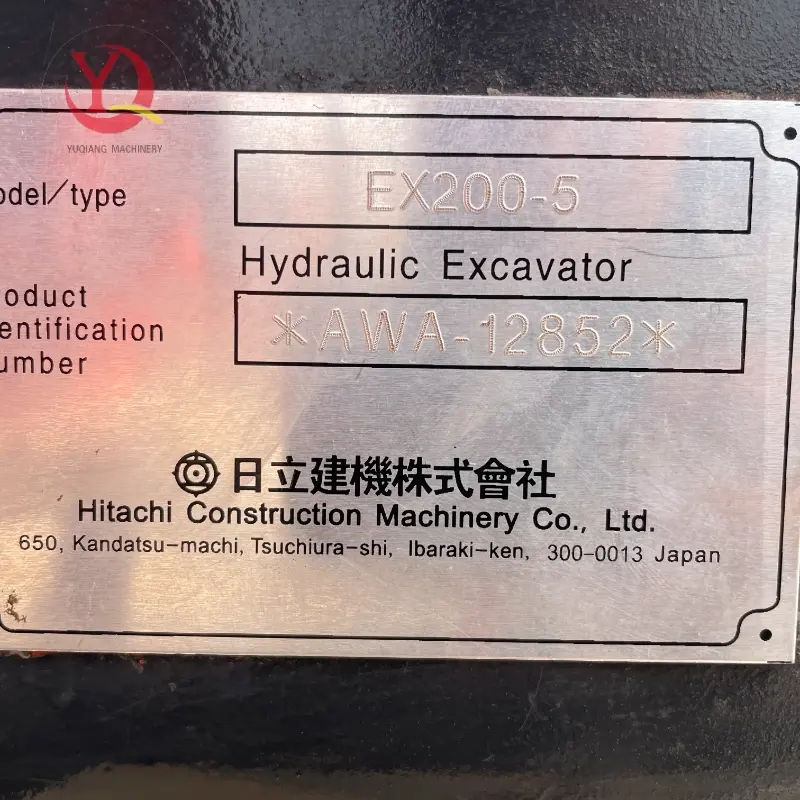 YUQIANG MACHINERY
odel/type
EX200-5
Hydraulic Excavator
oduct
entification
umber
*AWA-12852*
日立建機株式會社
Hitachi Construction Machinery Co., Ltd.
650, Kandatsu-machi, Tsuchiura-shi, Ibaraki-ken, 300-0013 Japan